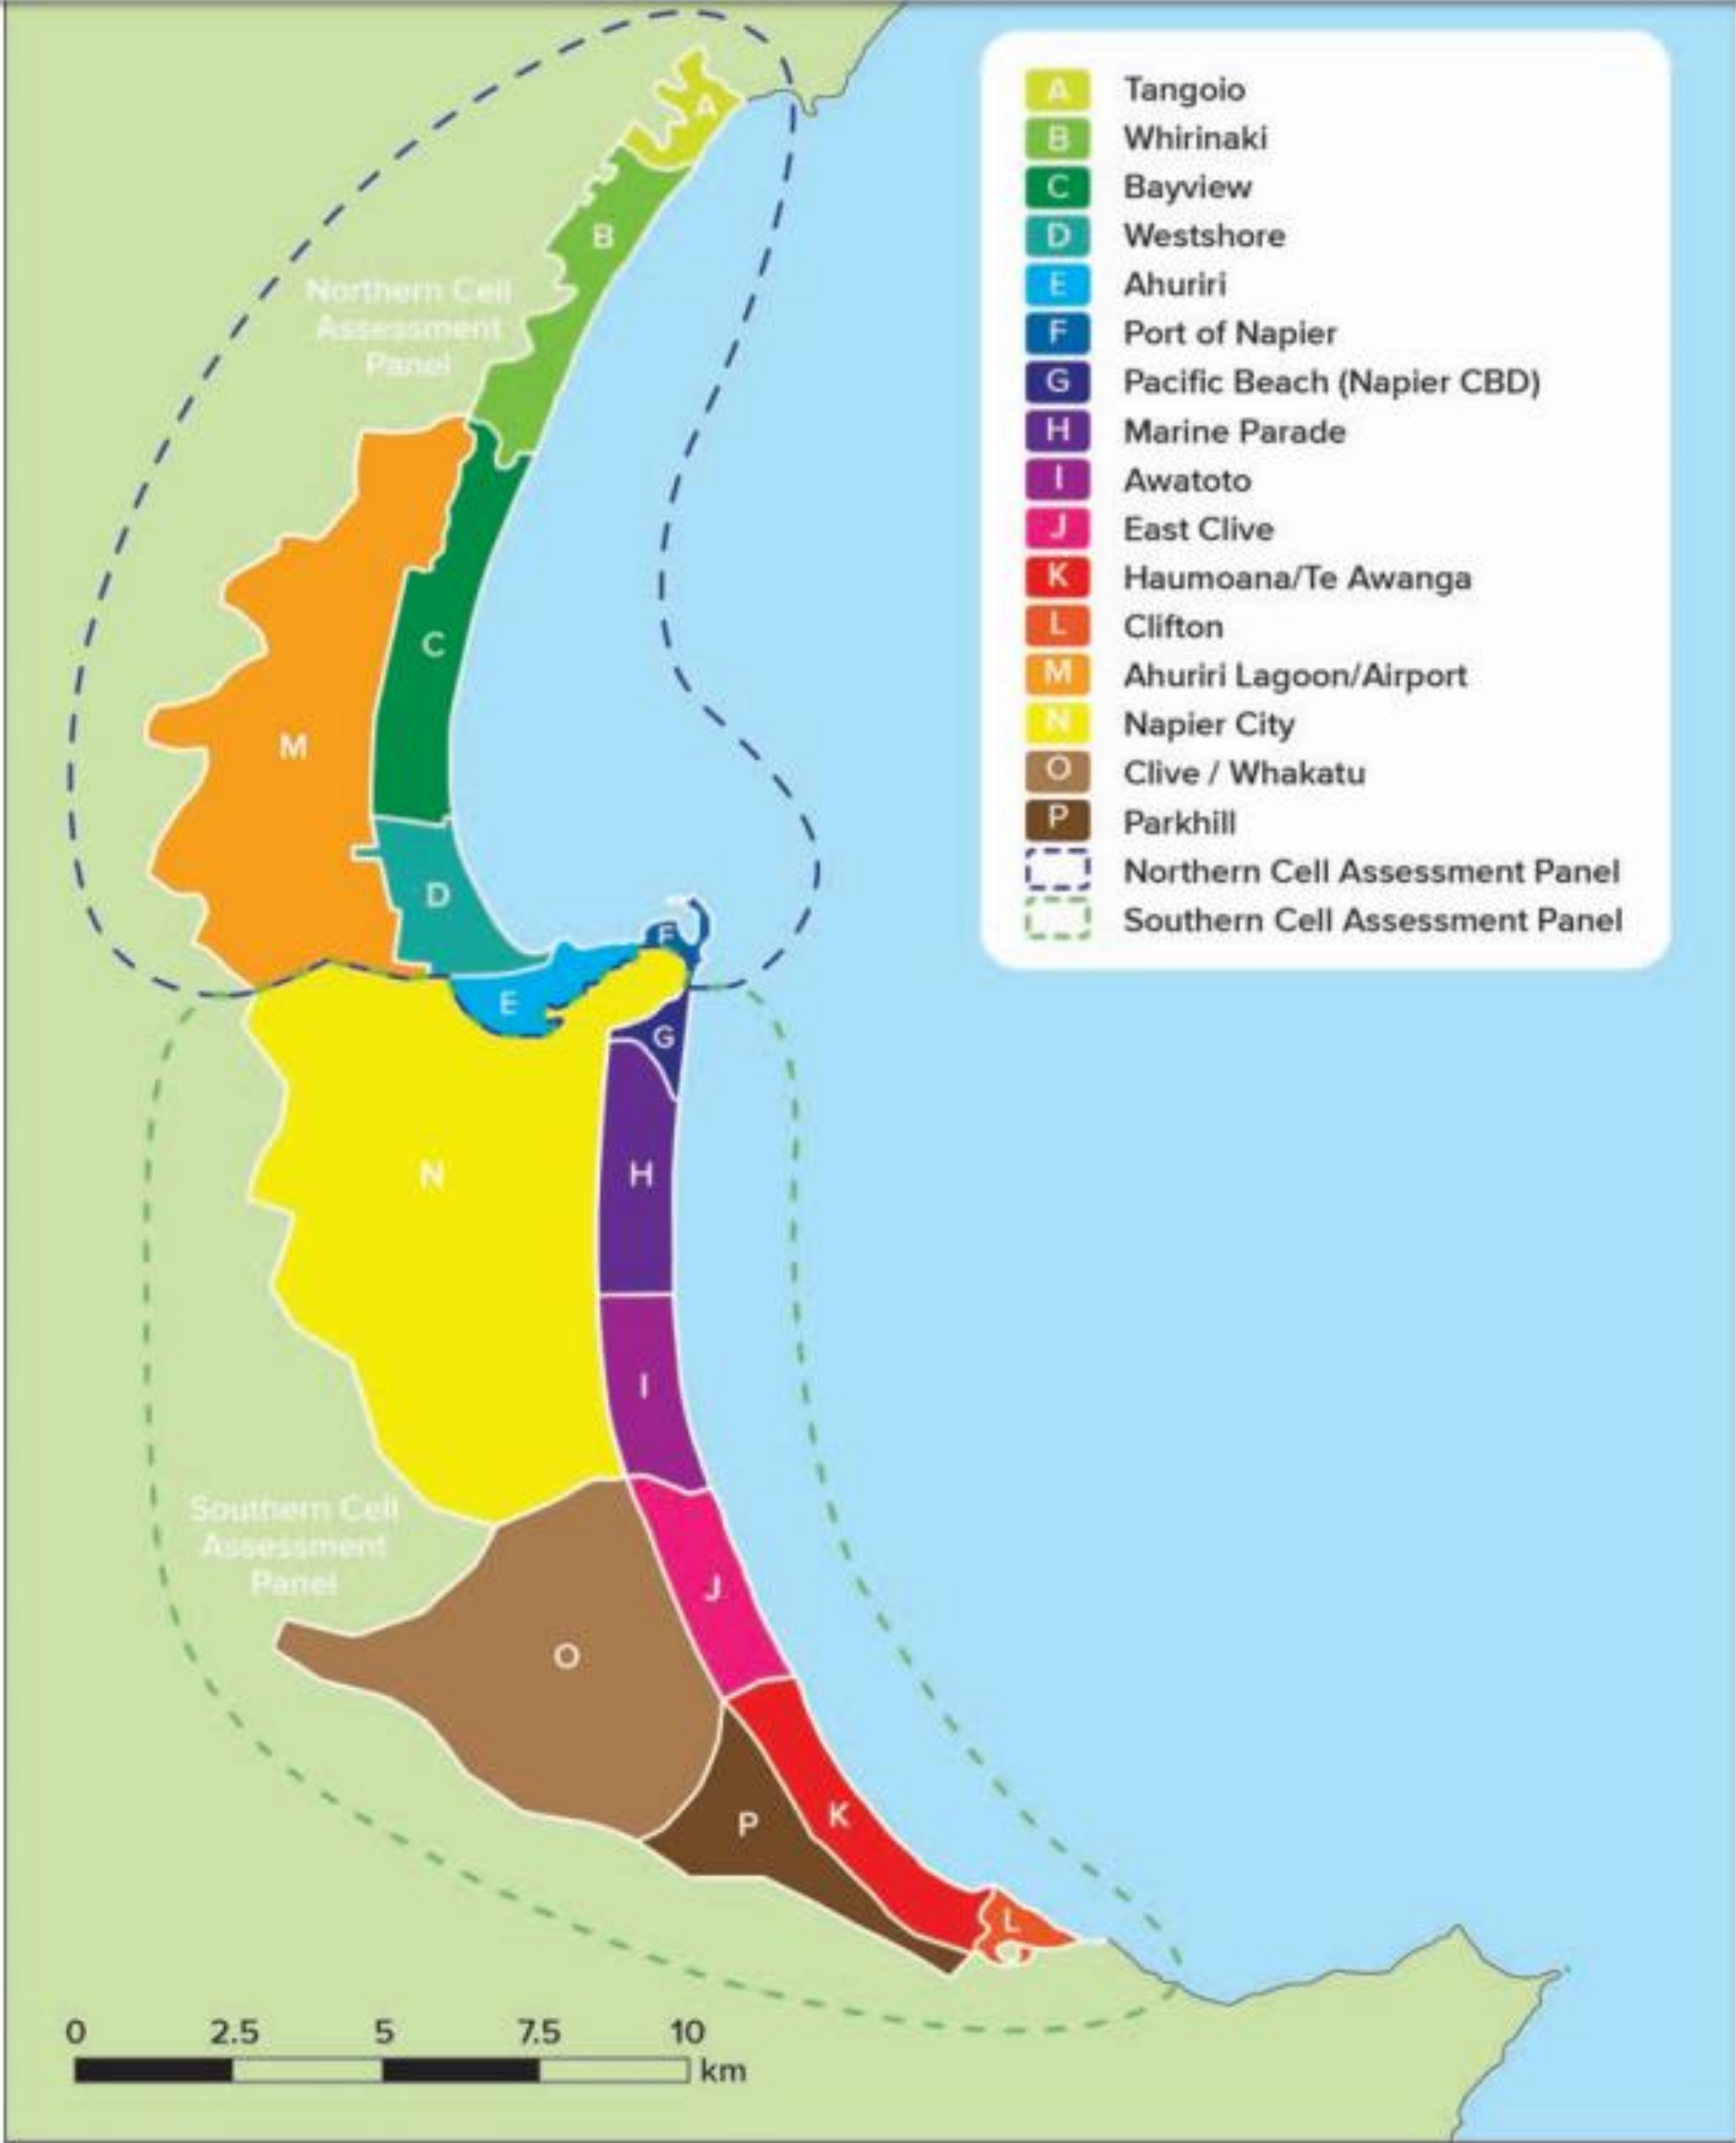 A Tangoio
B Whirinaki
C Bayview
D Westshore
E Ahuriri
F Port of Napier
G Pacific Beach (Napier CBD)
H Marine Parade
I Awatoto
J East Clive
K Haumoana/Te Awanga
L Clifton
M Ahuriri Lagoon/Airport
N Napier City
O Clive / Whakatu
P Parkhill
Northern Cell Assessment Panel
Southern Cell Assessment Panel
A
B
Northern Cell
Assessment
Panel
C
M
D
F
E
G
N
H
I
Southern Cell
Assessment
Panel
J
O
P
K
L
0 2.5 5 7.5 10
km